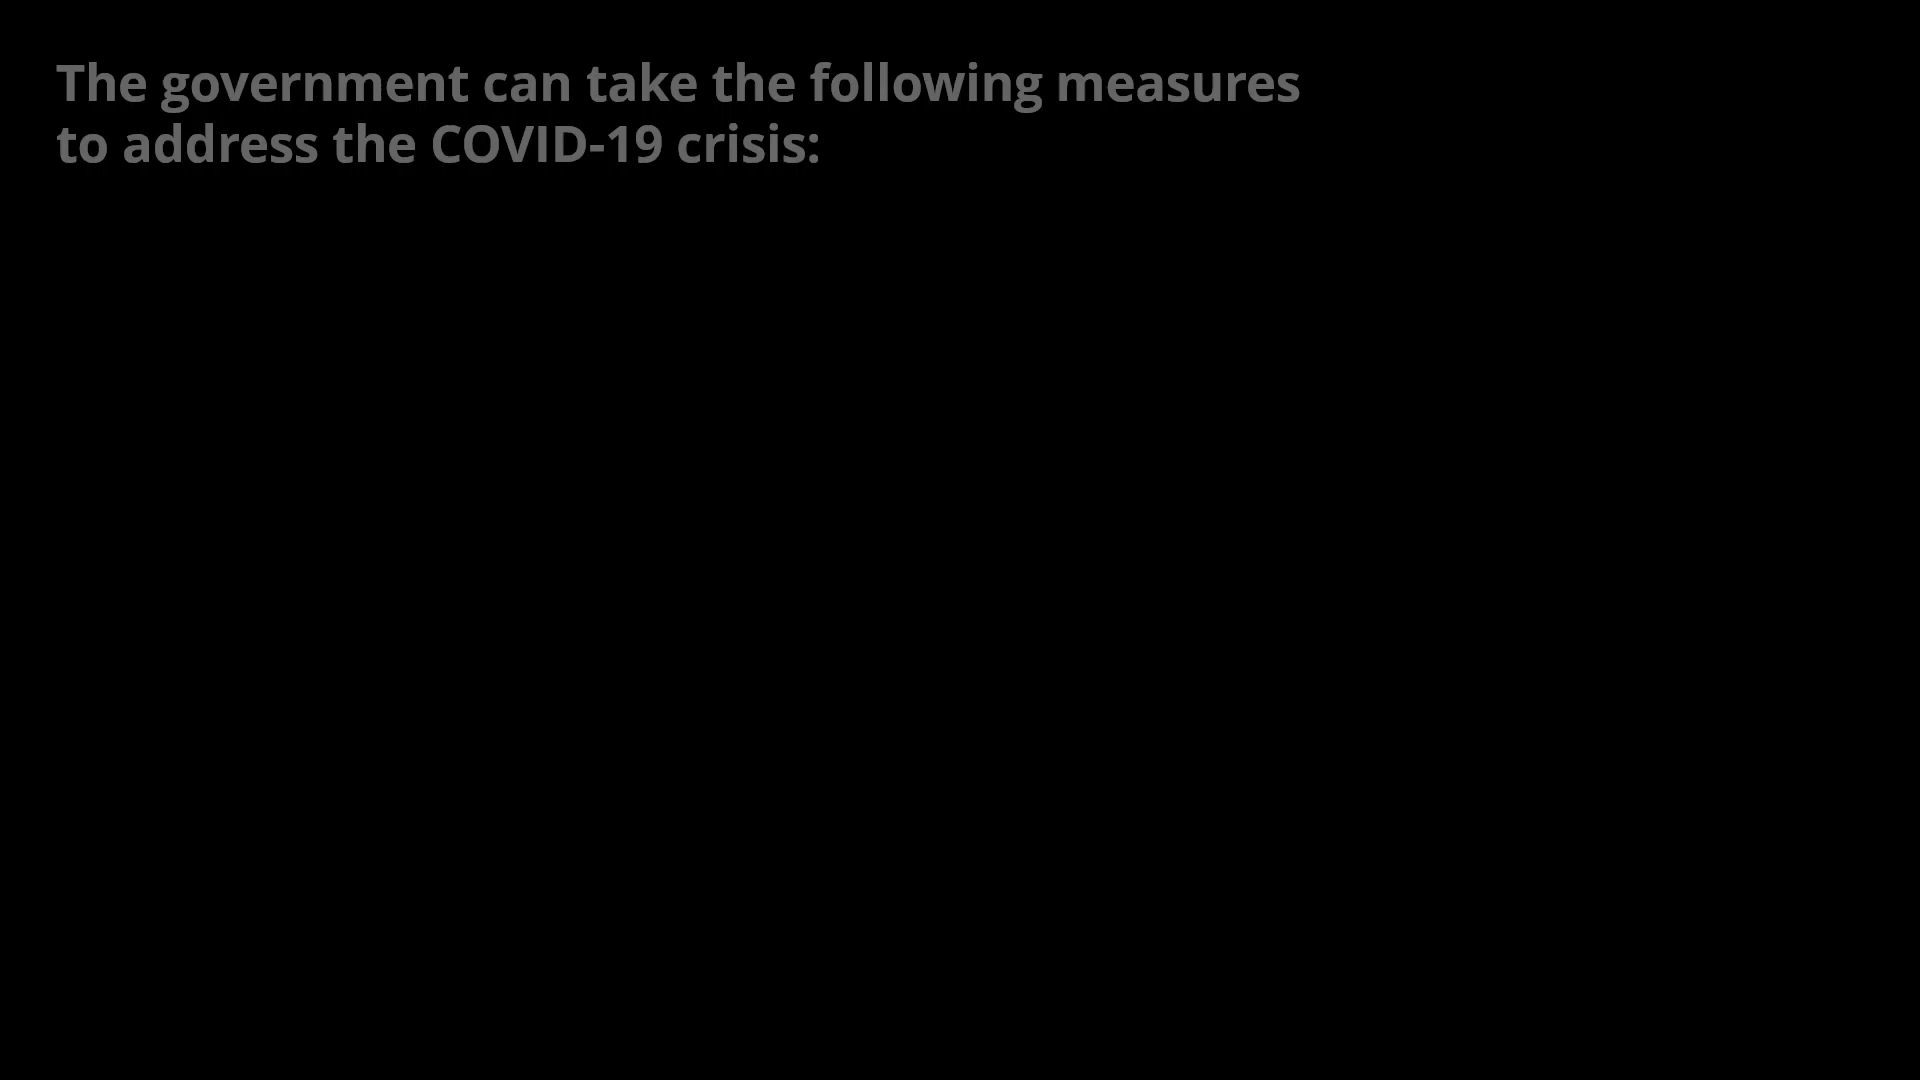 The government can take the following measures
to address the COVID-19 crisis: